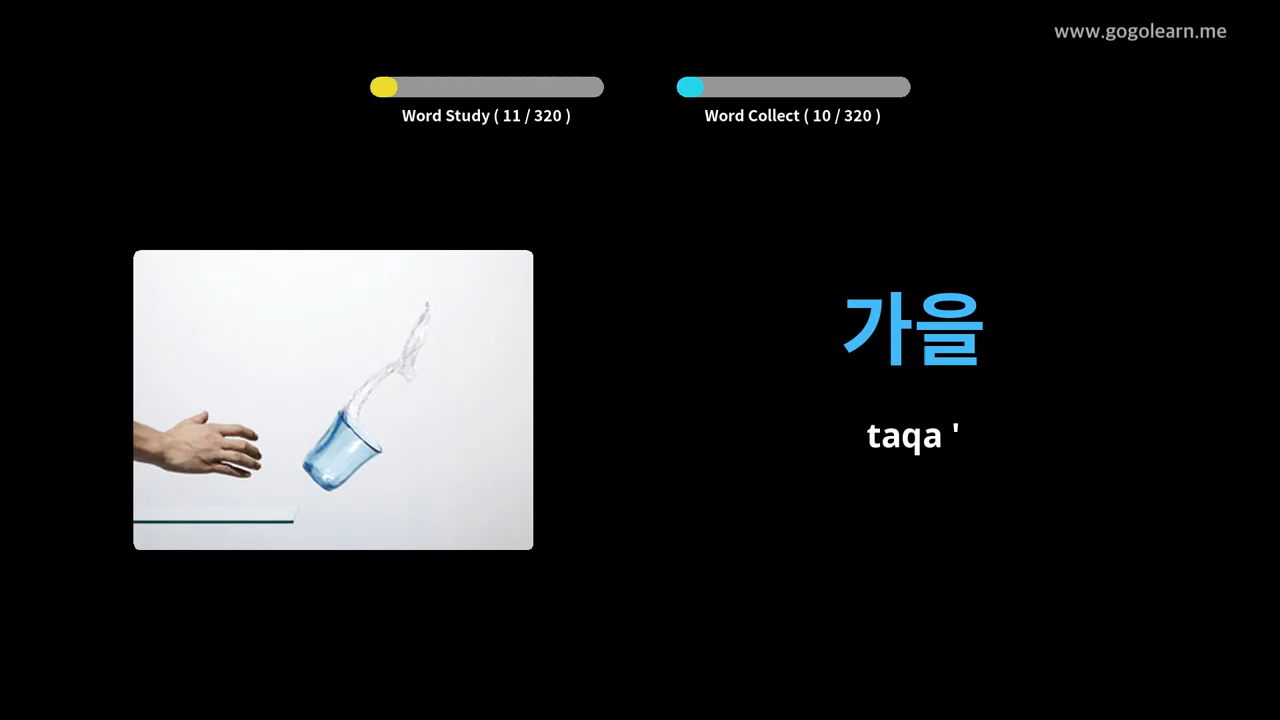 www.gogolearn.me
Word Study ( 11 / 320 )
Word Collect ( 10 / 320 )
가을
taqa '